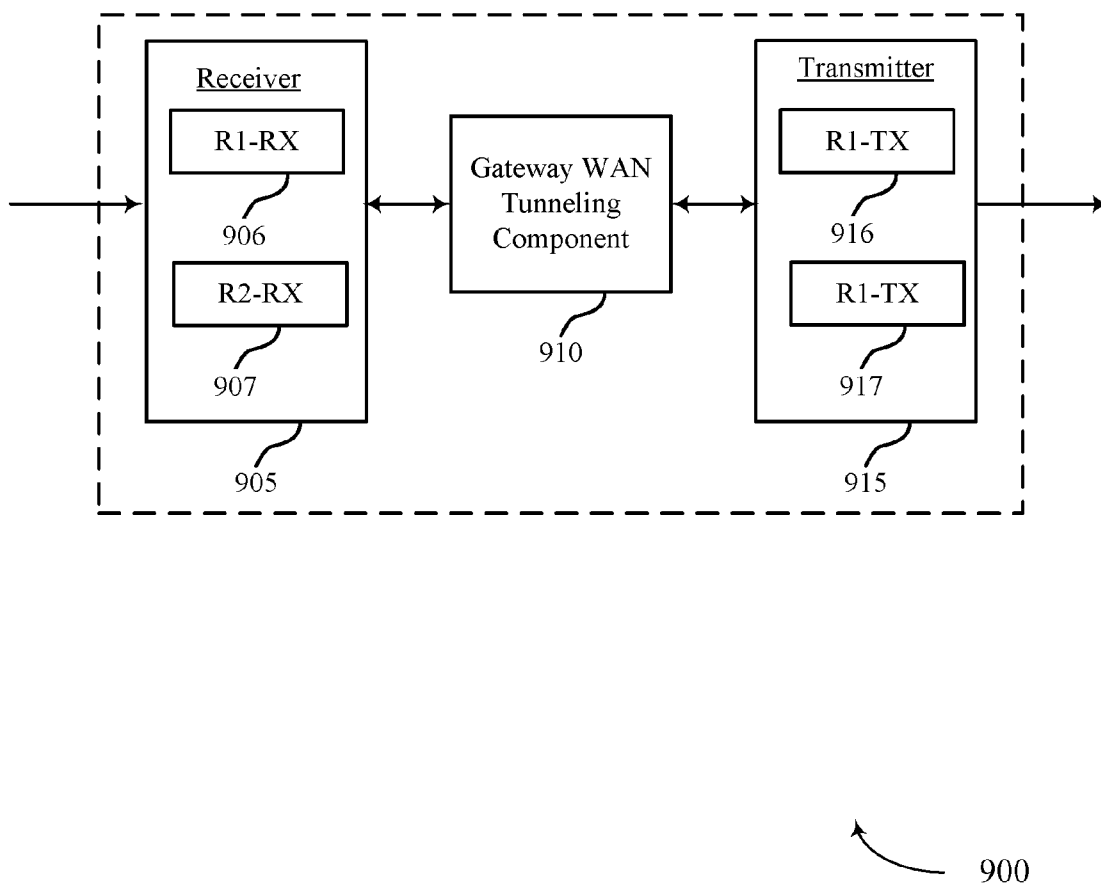 Receiver
R1-RX
906
R2-RX
907
905
Gateway WAN
Tunneling
Component
910
Transmitter
R1-TX
916
R1-TX
917
915
900